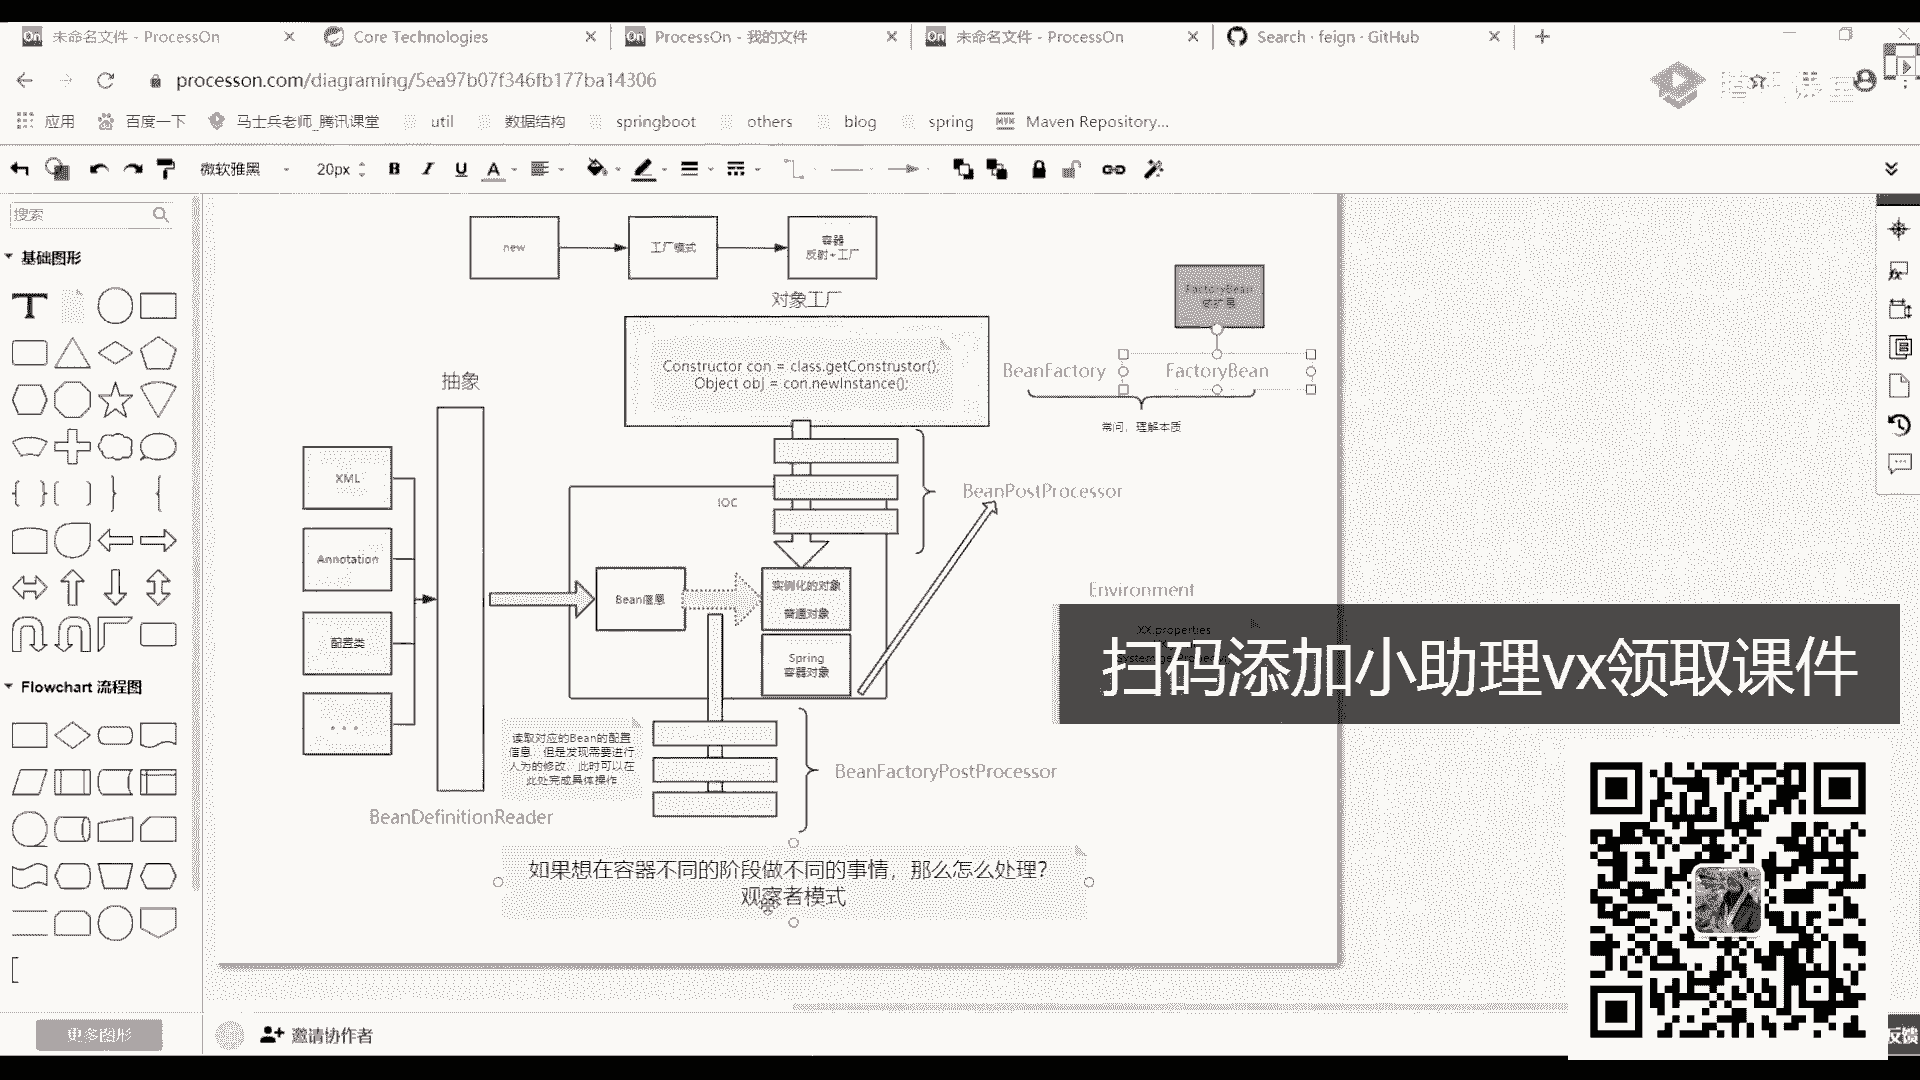 未命名文件 - ProcessOn
Core Technologies
ProcessOn - 我的文件
未命名文件 - ProcessOn
Search · feign · GitHub
processon.com/diagraming/5ea97b07f346fb177ba14306
应用
百度一下
马士兵老师_腾讯课堂
util
数据结构
springboot
others
blog
spring
Maven Repository...
微软雅黑
20px
搜索
基础图形
Flowchart 流程图
更多图形
邀请协作者
new
工厂模式
容器
反射+工厂
对象工厂
Constructor con = class.getConstrustor();
Object obj = con.newInstance();
FactoryBean
BeanFactory
FactoryBean
常问，理解本质
抽象
XML
Annotation
配置类
...
IOC
BeanPostProcessor
Bean信息
实例化的对象
普通对象
Spring
容器对象
Environment
XX.properties
扫码添加小助理vx领取课件
读取对应的Bean的配置
信息，但是发现需要进行
人为的修改，此时可以在
此处完成具体操作
BeanFactoryPostProcessor
BeanDefinitionReader
如果想在容器不同的阶段做不同的事情，那么怎么处理？
观察者模式
反馈